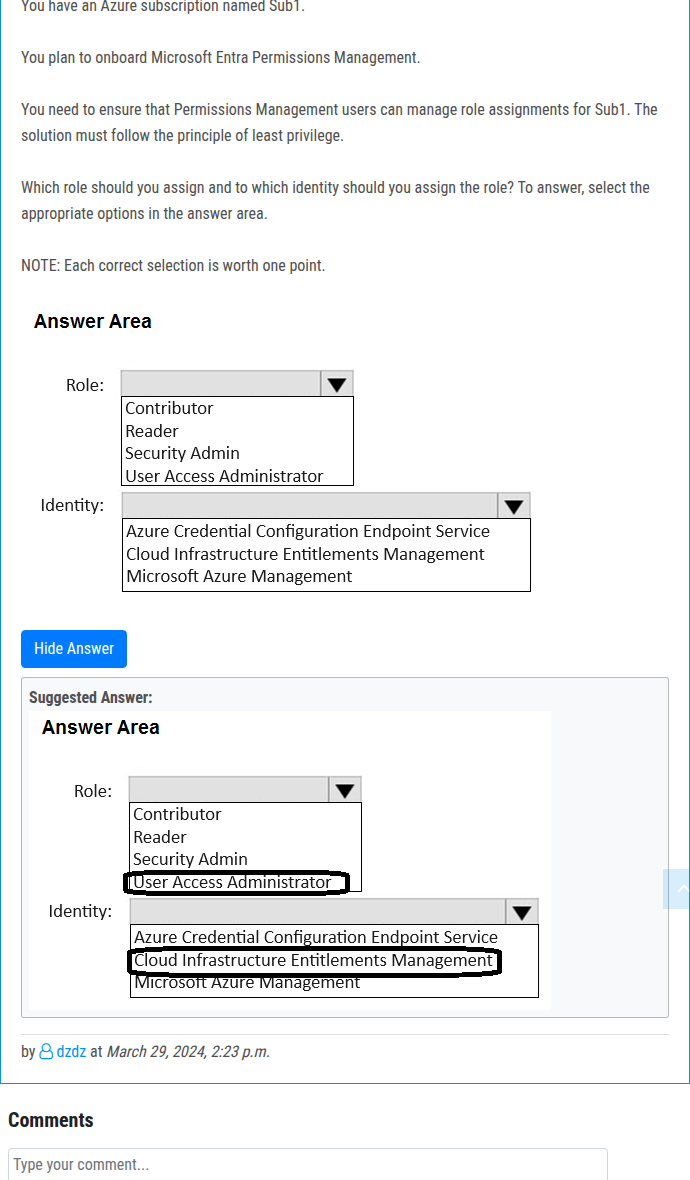 You have an Azure subscription named Sub1.
You plan to onboard Microsoft Entra Permissions Management.
You need to ensure that Permissions Management users can manage role assignments for Sub1. The
solution must follow the principle of least privilege.
Which role should you assign and to which identity should you assign the role? To answer, select the
appropriate options in the answer area.
NOTE: Each correct selection is worth one point.
Answer Area
Role:
Contributor
Reader
Security Admin
User Access Administrator
Identity:
Azure Credential Configuration Endpoint Service
Cloud Infrastructure Entitlements Management
Microsoft Azure Management
Hide Answer
Suggested Answer:
Answer Area
Role:
Contributor
Reader
Security Admin
User Access Administrator
Identity:
Azure Credential Configuration Endpoint Service
Cloud Infrastructure Entitlements Management
Microsoft Azure Management
by dzdz at March 29, 2024, 2:23 p.m.
Comments
Type your comment...